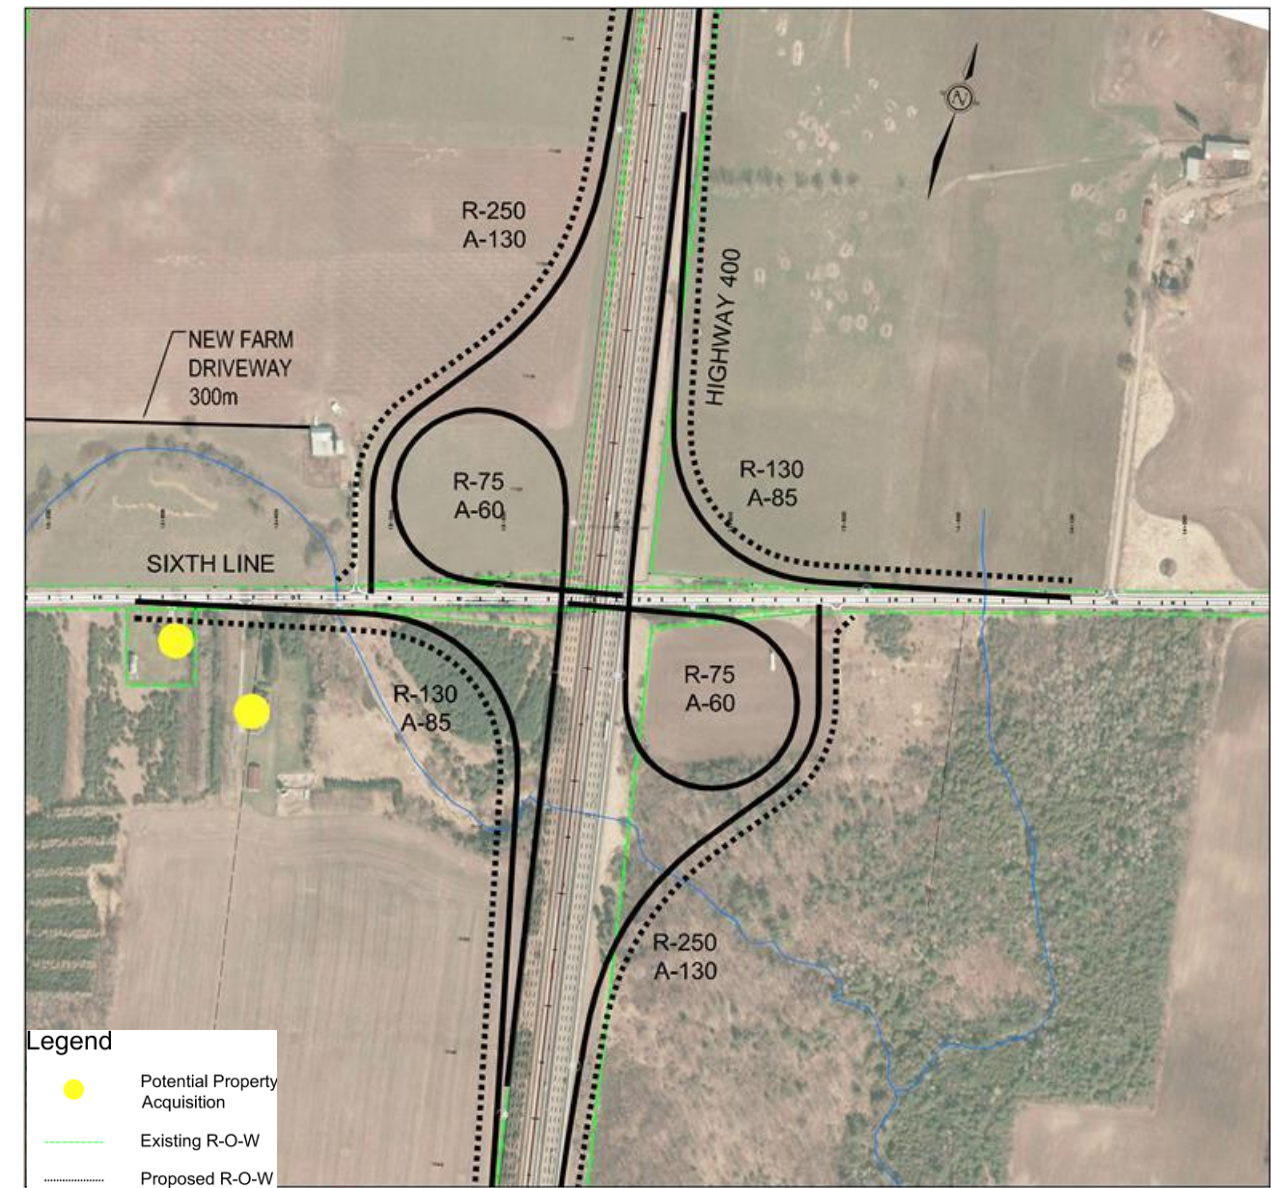 R-250
A-130
HIGHWAY 400
N
NEW FARM
DRIVEWAY
300m
R-75
A-60
R-130
A-85
SIXTH LINE
R-130
A-85
R-75
A-60
R-250
A-130
Legend
Potential Property
Acquisition
Existing R-O-W
Proposed R-O-W